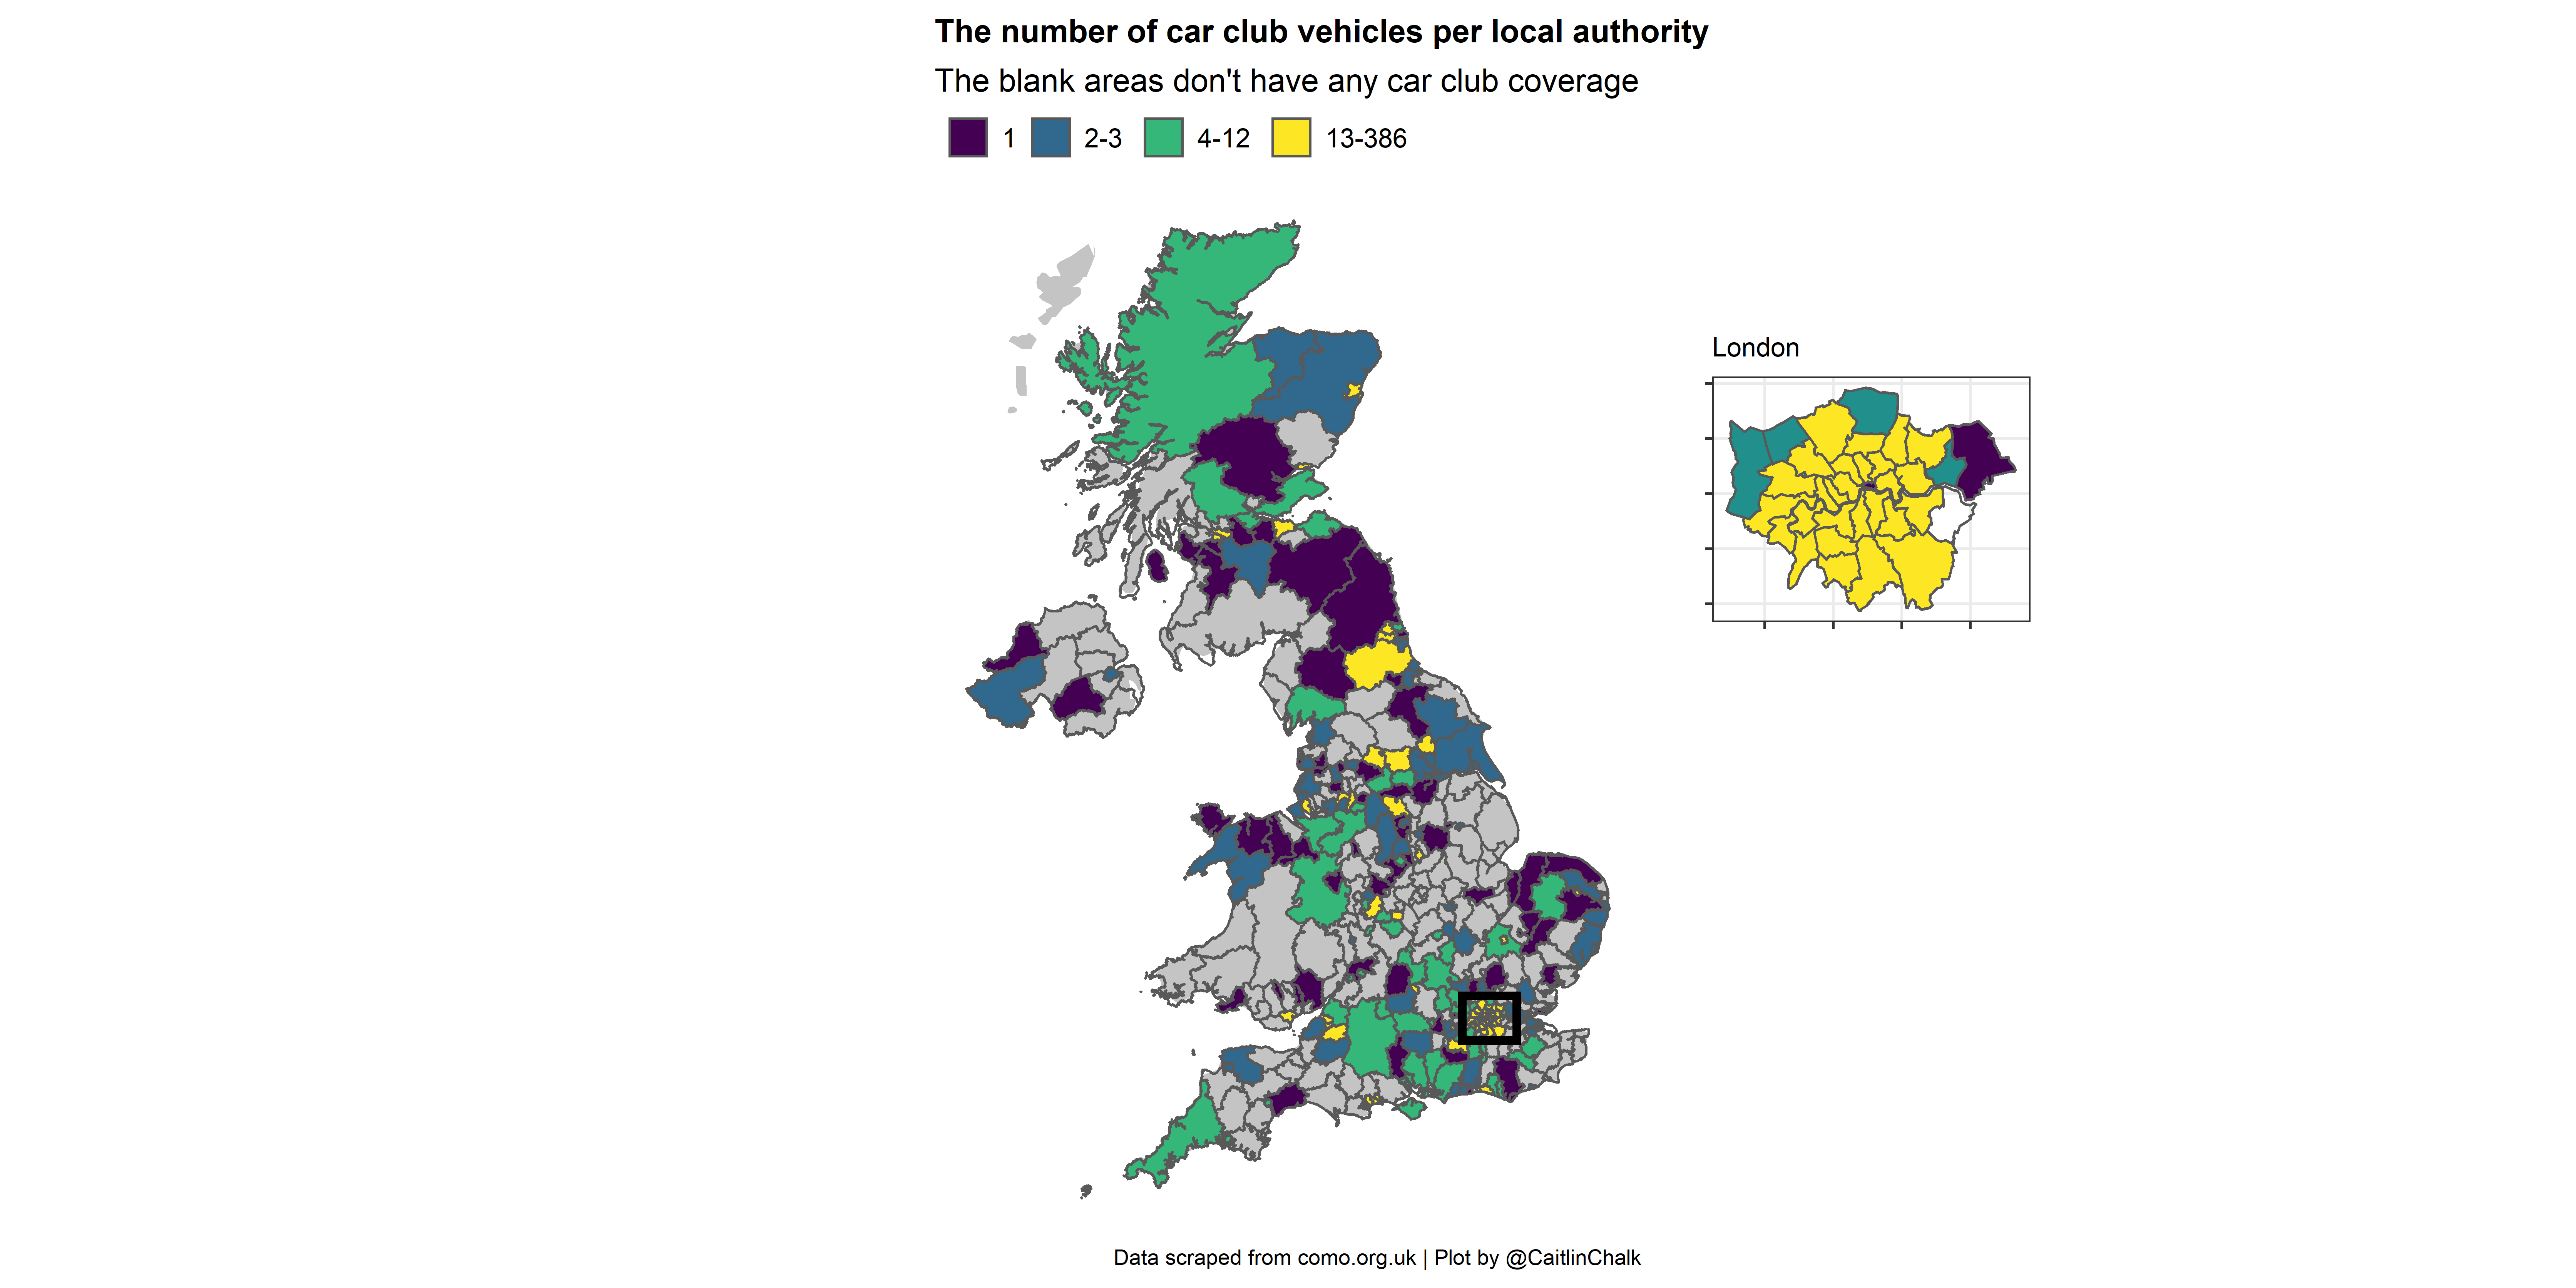 The number of car club vehicles per local authority
The blank areas don't have any car club coverage
1 2-3 4-12 13-386
London
Data scraped from como.org.uk | Plot by @CaitlinChalk